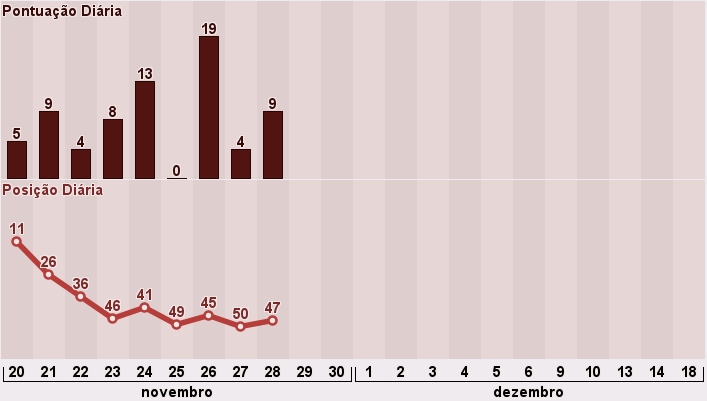 Pontuação Diária
5 9 4 8 13 0 19 4 9
Posição Diária
11 26 36 46 41 49 45 50 47
20 21 22 23 24 25 26 27 28 29 30 1 2 3 4 5 6 9 10 13 14 18
novembro dezembro